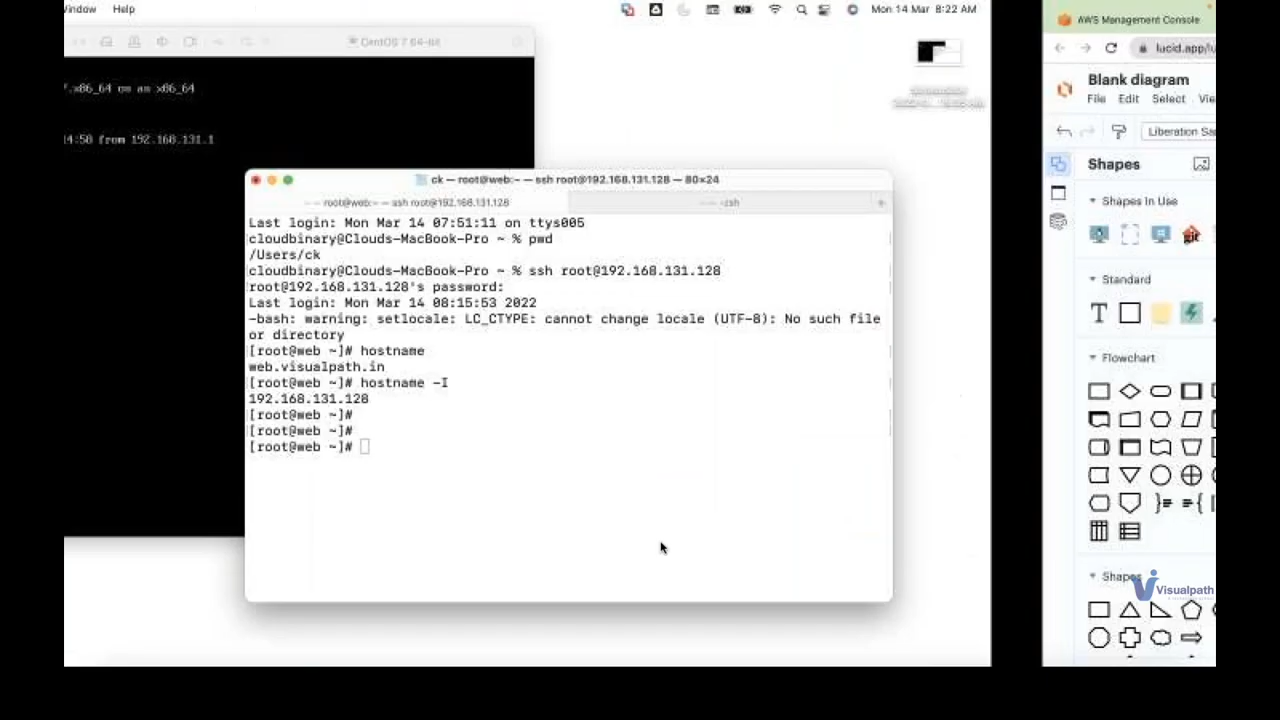 Window Help
Mon 14 Mar 8:22 AM
CentOS 7 64-bit
.x86_64 on an x86_64
4:58 from 192.168.131.1
ck — root@web:~ — ssh root@192.168.131.128 — 80×24
root@web:~ — ssh root@192.168.131.128
-zsh
+
Last login: Mon Mar 14 07:51:11 on ttys005
cloudbinary@Clouds-MacBook-Pro ~ % pwd
/Users/ck
cloudbinary@Clouds-MacBook-Pro ~ % ssh root@192.168.131.128
root@192.168.131.128's password:
Last login: Mon Mar 14 08:15:53 2022
-bash: warning: setlocale: LC_CTYPE: cannot change locale (UTF-8): No such file
or directory
[root@web ~]# hostname
web.visualpath.in
[root@web ~]# hostname -I
192.168.131.128
[root@web ~]#
[root@web ~]#
[root@web ~]#
AWS Management Console
lucid.app/lu
Blank diagram
File Edit Select Vie
Liberation Sa
Shapes
Shapes In Use
git
Standard
T
Flowchart
Shapes
Visualpath